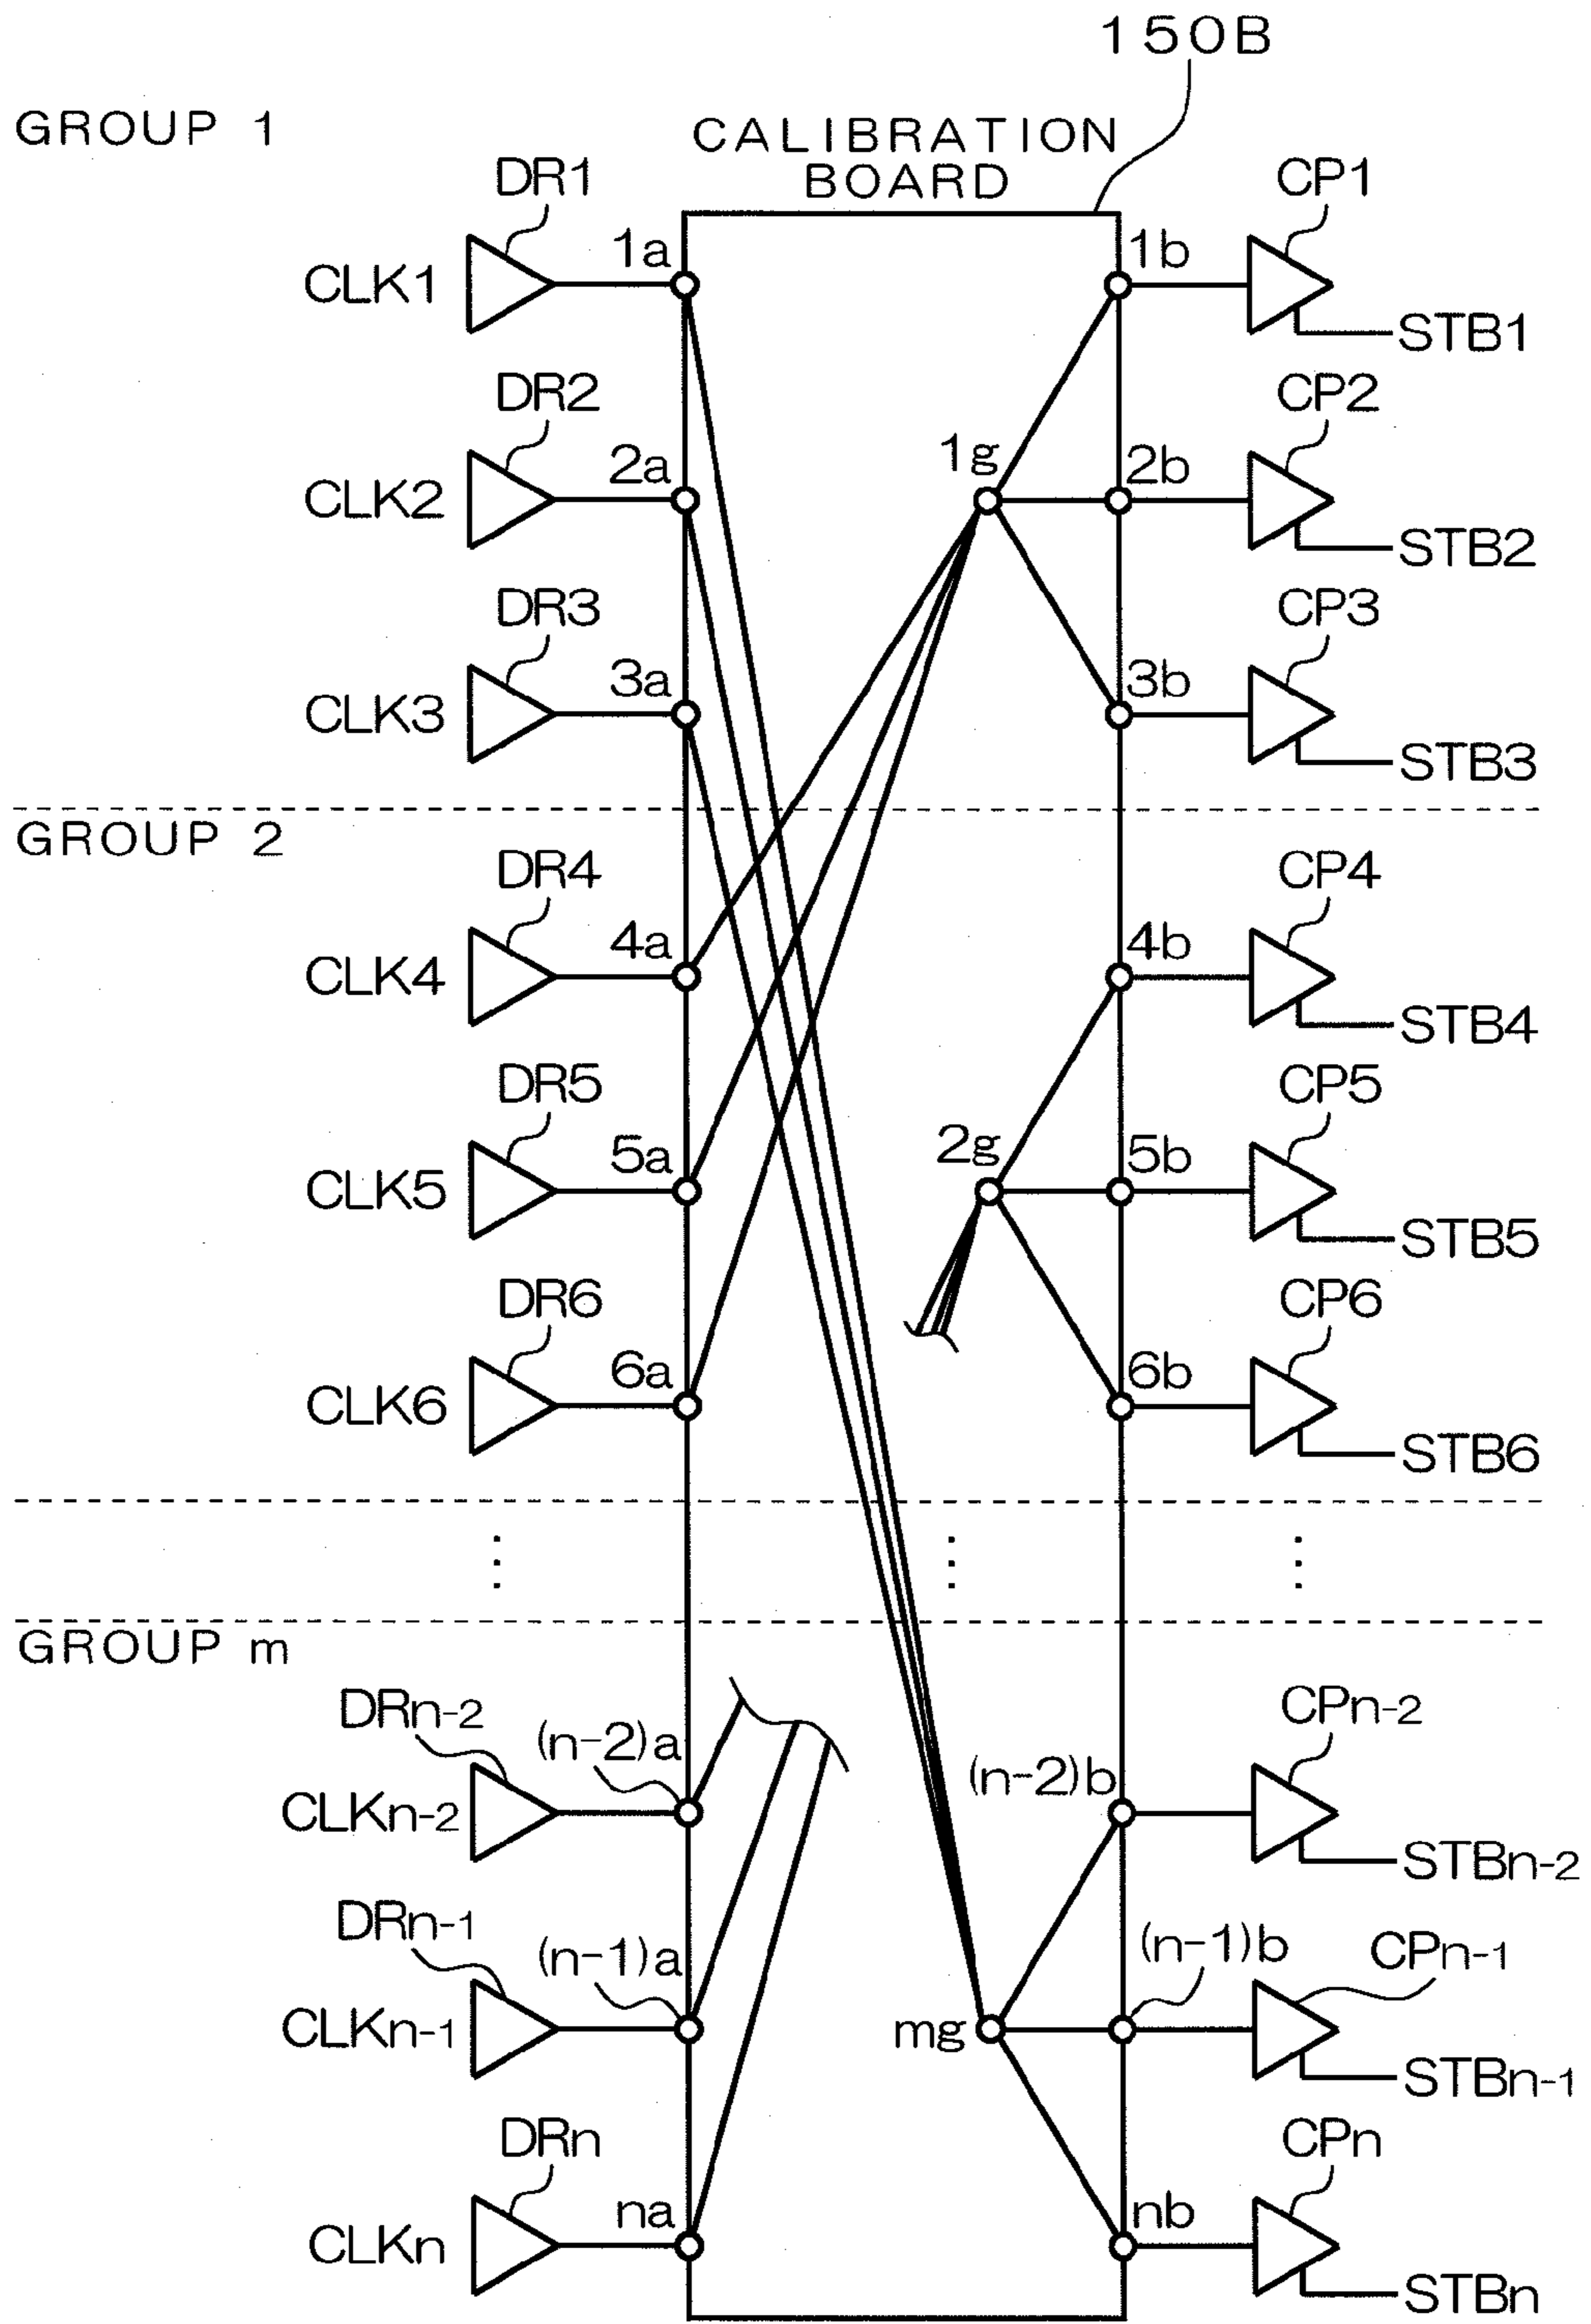 150B
GROUP 1
CALIBRATION
BOARD
DR1
CP1
1a
1b
CLK1
STB1
DR2
CP2
2a
1g
2b
CLK2
STB2
DR3
CP3
3a
3b
CLK3
STB3
GROUP 2
DR4
CP4
4a
4b
CLK4
STB4
DR5
CP5
5a
2g
5b
CLK5
STB5
DR6
CP6
6a
6b
CLK6
STB6
GROUP m
DRn-2
CPn-2
(n-2)a
(n-2)b
CLKn-2
STBn-2
DRn-1
(n-1)a
(n-1)b
CPn-1
CLKn-1
mg
STBn-1
DRn
CPn
na
nb
CLKn
STBn